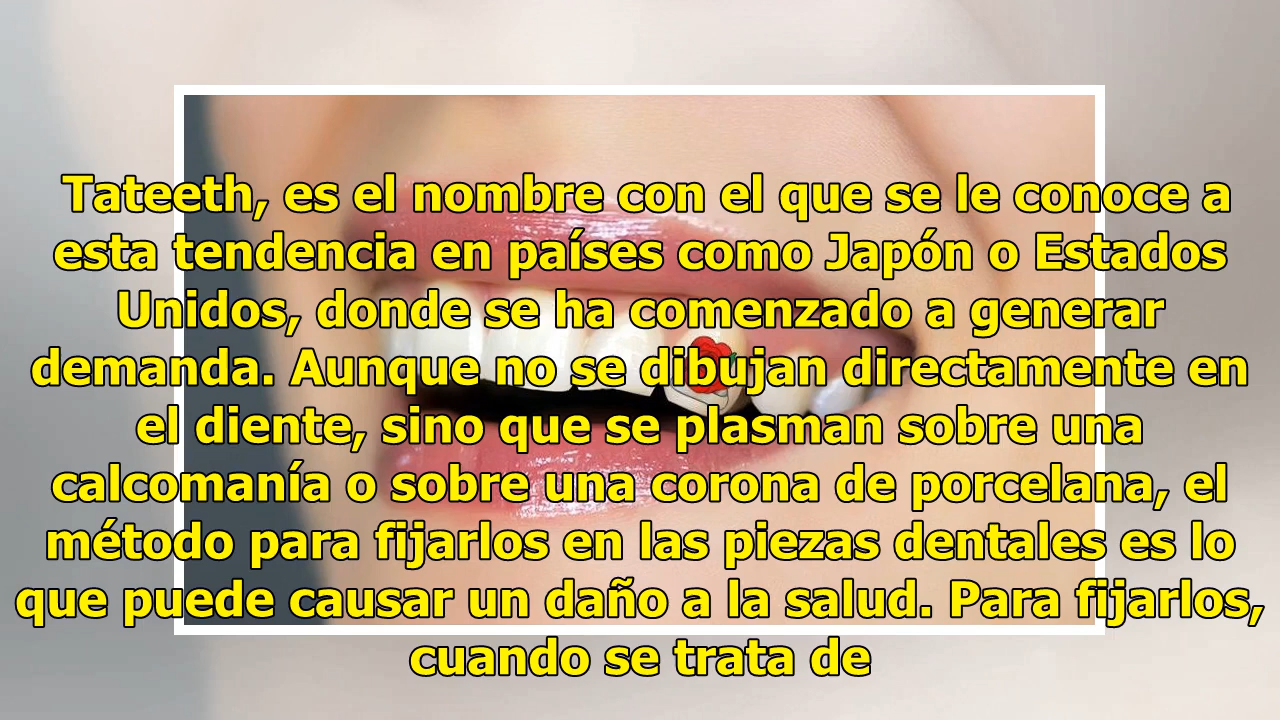 Tateeth, es el nombre con el que se le conoce a
esta tendencia en países como Japón o Estados
Unidos, donde se ha comenzado a generar
demanda. Aunque no se dibujan directamente en
el diente, sino que se plasman sobre una
calcomanía o sobre una corona de porcelana, el
método para fijarlos en las piezas dentales es lo
que puede causar un daño a la salud. Para fijarlos,
cuando se trata de